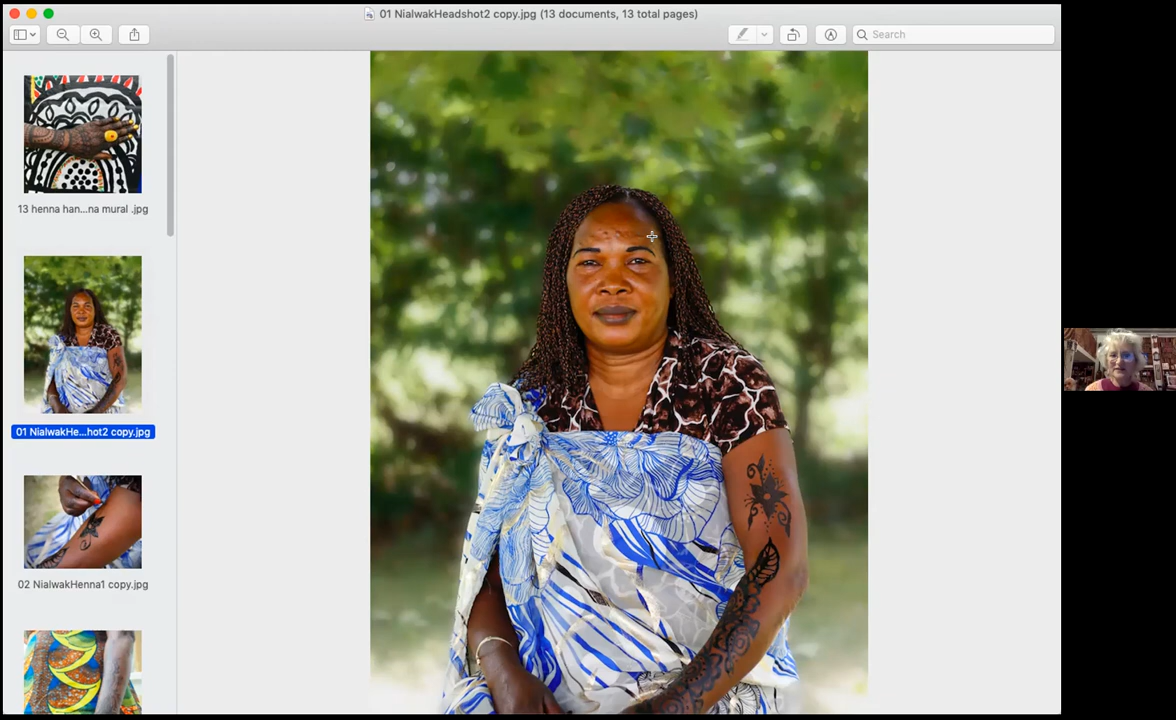 01 NialwakHeadshot2 copy.jpg (13 documents, 13 total pages)
Search
13 henna han...na mural .jpg
01 NialwakHe...hot2 copy.jpg
02 NialwakHenna1 copy.jpg